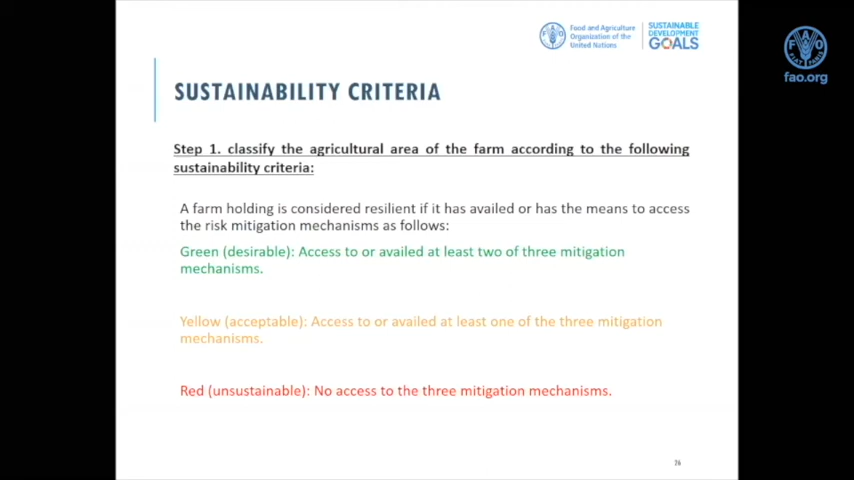 Food and Agriculture
Organization of the
United Nations
SUSTAINABLE
DEVELOPMENT
GOALS
FAO
FIAT PANIS
fao.org
SUSTAINABILITY CRITERIA
Step 1. classify the agricultural area of the farm according to the following
sustainability criteria:
A farm holding is considered resilient if it has availed or has the means to access
the risk mitigation mechanisms as follows:
Green (desirable): Access to or availed at least two of three mitigation
mechanisms.
Yellow (acceptable): Access to or availed at least one of the three mitigation
mechanisms.
Red (unsustainable): No access to the three mitigation mechanisms.
76